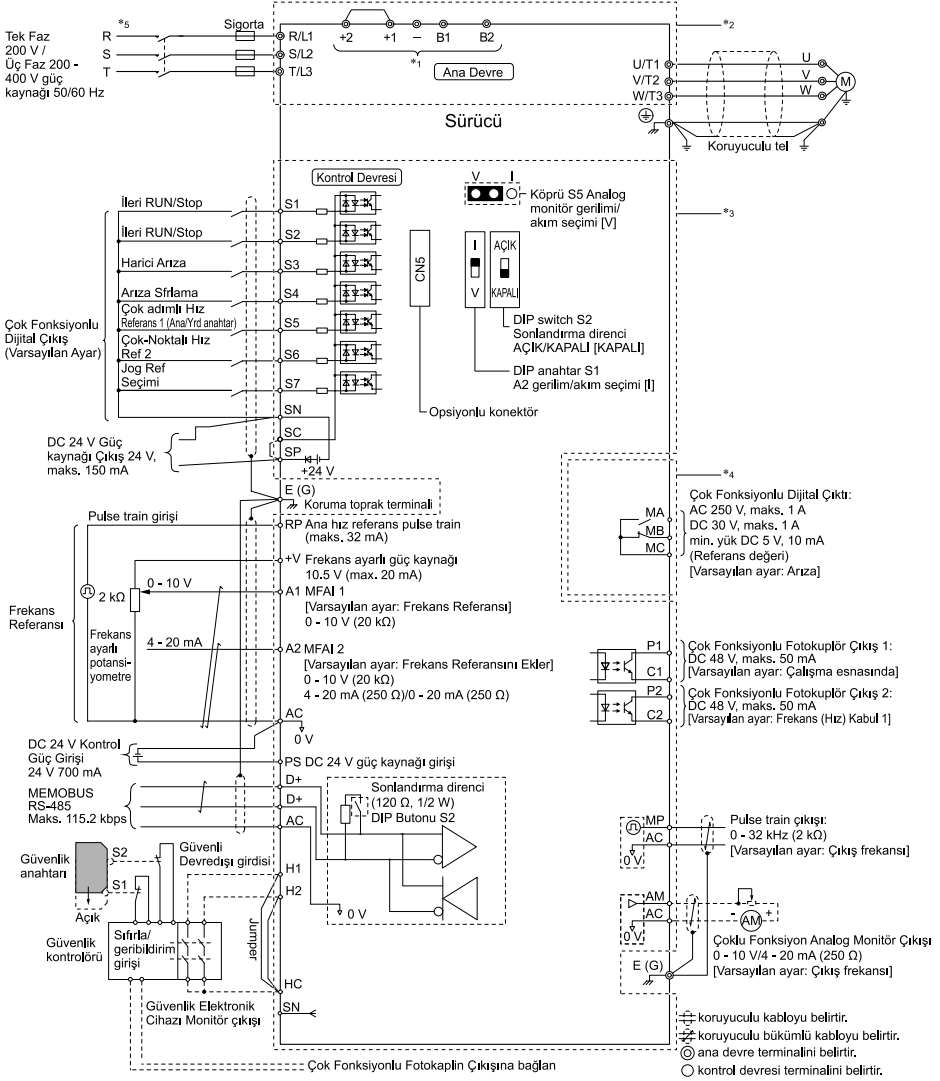 Tek Faz
200 V /
Üç Faz 200 -
400 V güç
kaynağı 50/60 Hz
*5
R
S
T
Sigorta
R/L1
S/L2
T/L3
+2
+1
–
B1
B2
*1
Ana Devre
*2
U/T1
V/T2
W/T3
U
V
W
M
Sürücü
Koruyuculu tel
Kontrol Devresi
V
I
Köprü S5 Analog
monitör gerilimi/
akım seçimi [V]
*3
Çok Fonksiyonlu
Dijital Çıkış
(Varsayılan Ayar)
İleri RUN/Stop
S1
İleri RUN/Stop
S2
Harici Arıza
S3
Arıza Sfrlama
S4
Çok adımlı Hız
Referans 1 (Ana/Yrd anahtar)
S5
Çok-Noktalı Hız
Ref 2
S6
Jog Ref
Seçimi
S7
SN
SC
SP
+24 V
CN5
I
V
AÇIK
KAPALI
DIP switch S2
Sonlandırma direnci
AÇIK/KAPALI [KAPALI]
DIP anahtar S1
A2 gerilim/akım seçimi [I]
Opsiyonlu konektör
DC 24 V Güç
kaynağı Çıkış 24 V,
maks. 150 mA
E (G)
Koruma toprak terminali
*4
MA
MB
MC
Çok Fonksiyonlu Dijital Çıktı:
AC 250 V, maks. 1 A
DC 30 V, maks. 1 A
min. yük DC 5 V, 10 mA
(Referans değeri)
[Varsayılan ayar: Arıza]
Frekans
Referansı
Pulse train girişi
RP Ana hız referans pulse train
(maks. 32 mA)
+V Frekans ayarlı güç kaynağı
10.5 V (max. 20 mA)
2 kΩ
0 - 10 V
A1 MFAI 1
[Varsayılan ayar: Frekans Referansı]
0 - 10 V (20 kΩ)
Frekans
ayarlı
potansi-
yometre
4 - 20 mA
A2 MFAI 2
[Varsayılan ayar: Frekans Referansını Ekler]
0 - 10 V (20 kΩ)
4 - 20 mA (250 Ω)/0 - 20 mA (250 Ω)
AC
0 V
P1
C1
Çok Fonksiyonlu Fotokuplör Çıkış 1:
DC 48 V, maks. 50 mA
[Varsayılan ayar: Çalışma esnasında]
P2
C2
Çok Fonksiyonlu Fotokuplör Çıkış 2:
DC 48 V, maks. 50 mA
[Varsayılan ayar: Frekans (Hız) Kabul 1]
DC 24 V Kontrol
Güç Girişi
24 V 700 mA
PS DC 24 V güç kaynağı girişi
MEMOBUS
RS-485
Maks. 115.2 kbps
D+
D+
AC
Sonlandırma direnci
(120 Ω, 1/2 W)
DIP Butonu S2
0 V
MP
AC
0 V
Pulse train çıkışı:
0 - 32 kHz (2 kΩ)
[Varsayılan ayar: Çıkış frekansı]
Güvenlik
anahtarı
S2
S1
Açık
Güvenli
Devredışı girdisi
H1
H2
Jumper
HC
SN
Güvenlik
kontrolörü
Sıfırla/
geribildirim
girişi
Güvenlik Elektronik
Cihazı Monitör çıkışı
AM
AC
0 V
- AM +
Çoklu Fonksiyon Analog Monitör Çıkışı
0 - 10 V/4 - 20 mA (250 Ω)
[Varsayılan ayar: Çıkış frekansı]
E (G)
Çok Fonksiyonlu Fotokaplin Çıkışına bağlan
koruyuculu kabloyu belirtir.
koruyuculu bükümlü kabloyu belirtir.
ana devre terminalini belirtir.
kontrol devresi terminalini belirtir.